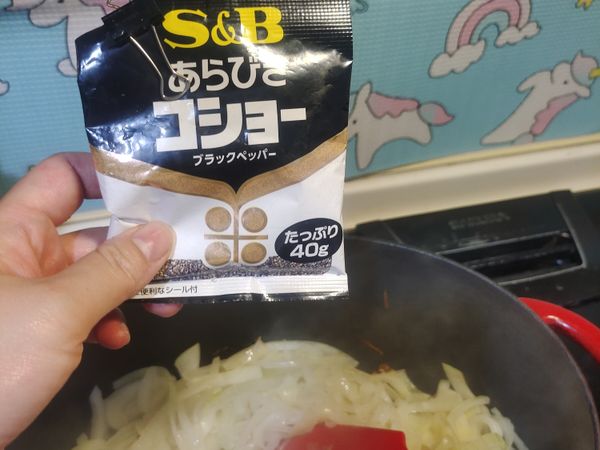 S&B
あらびき
コショー
ブラックペッパー
たっぷり
40g
便利なシール付